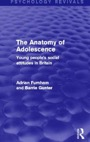 PSYCHOLOGY REVIVALS
The Anatomy of
Adolescence
Young people's social
attitudes in Britain
Adrian Furnham
and Barrie Gunter